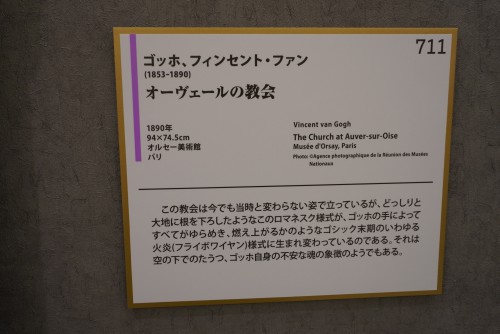 711
ゴッホ、フィンセント・ファン
(1853-1890)
オーヴェールの教会
1890年
94×74.5cm
オルセー美術館
パリ
Vincent van Gogh
The Church at Auver-sur-Oise
Musée d'Orsay, Paris
Photo: ©Agence photographique de la Réunion des Musées
Nationaux
この教会は今でも当時と変わらない姿で立っているが、どっしりと
大地に根を下ろしたようなこのロマネスク様式が、ゴッホの手によって
すべてがゆらめき、燃え上がるかのようなゴシック末期のいわゆる
火炎(フライボワイヤン)様式に生まれ変わっているのである。それは
空の下でのたうつ、ゴッホ自身の不安な魂の象徴のようでもある。